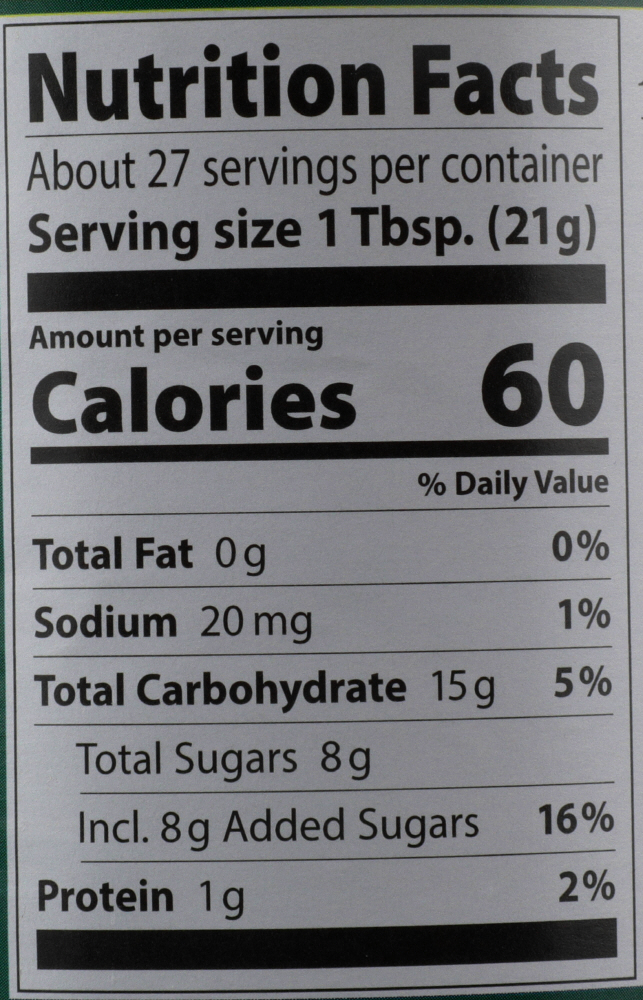 Nutrition Facts
About 27 servings per container
Serving size 1 Tbsp. (21g)
Amount per serving
Calories 60
% Daily Value
Total Fat 0g 0%
Sodium 20mg 1%
Total Carbohydrate 15g 5%
Total Sugars 8g
Incl. 8g Added Sugars 16%
Protein 1g 2%